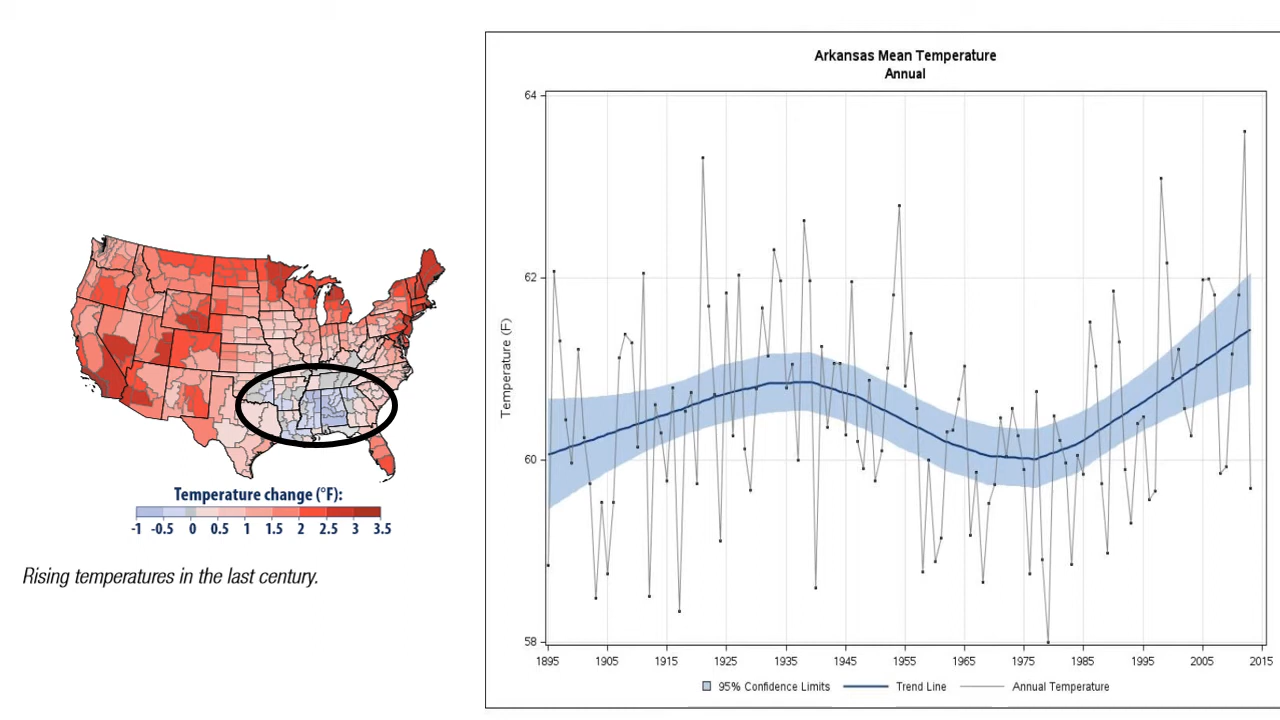 Temperature change (°F):
-1 -0.5 0 0.5 1 1.5 2 2.5 3 3.5
Rising temperatures in the last century.
Arkansas Mean Temperature
Annual
Temperature (F)
64
62
60
58
1895 1905 1915 1925 1935 1945 1955 1965 1975 1985 1995 2005 2015
95% Confidence Limits Trend Line Annual Temperature